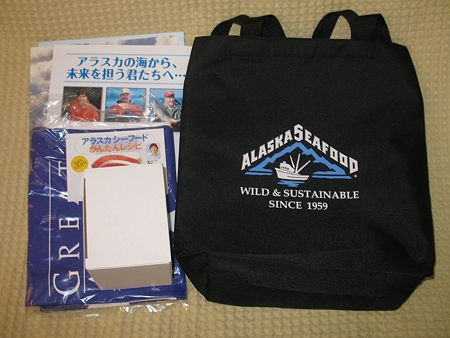 アラスカの海から、
未来を担う君たちへ…
アラスカシーフード
かんたんレシピ
GRE T
ALASKA SEAFOOD
WILD & SUSTAINABLE
SINCE 1959